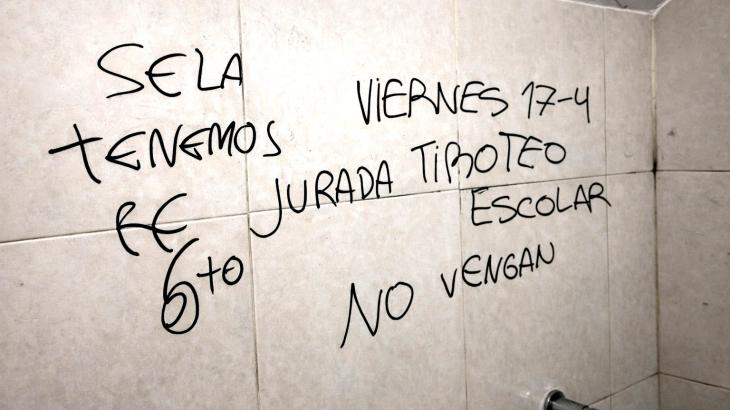 SE LA
TENEMOS
RE JURADA
6to
VIERNES 17-4
TIROTEO
ESCOLAR
NO VENGAN